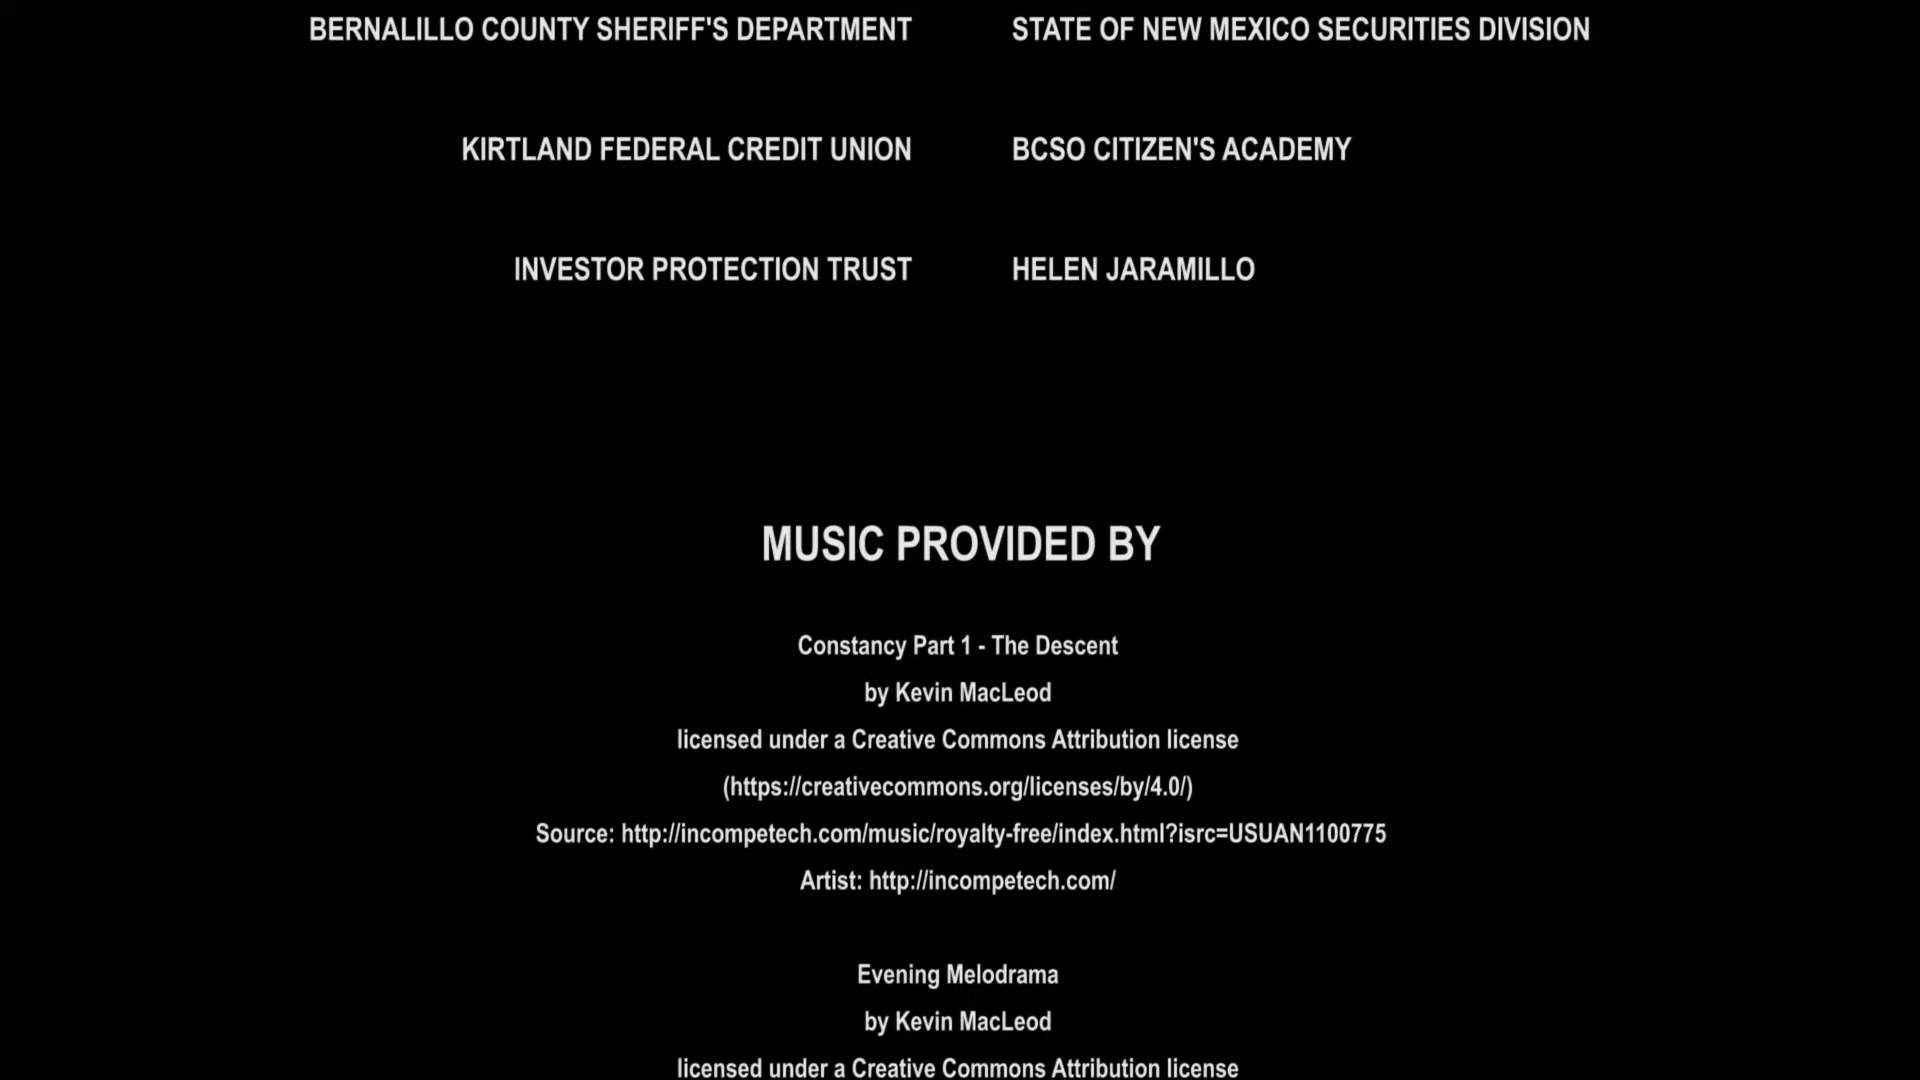 BERNALILLO COUNTY SHERIFF'S DEPARTMENT STATE OF NEW MEXICO SECURITIES DIVISION
KIRTLAND FEDERAL CREDIT UNION BCSO CITIZEN'S ACADEMY
INVESTOR PROTECTION TRUST HELEN JARAMILLO
MUSIC PROVIDED BY
Constancy Part 1 - The Descent
by Kevin MacLeod
licensed under a Creative Commons Attribution license
(https://creativecommons.org/licenses/by/4.0/)
Source: http://incompetech.com/music/royalty-free/index.html?isrc=USUAN1100775
Artist: http://incompetech.com/
Evening Melodrama
by Kevin MacLeod
licensed under a Creative Commons Attribution license